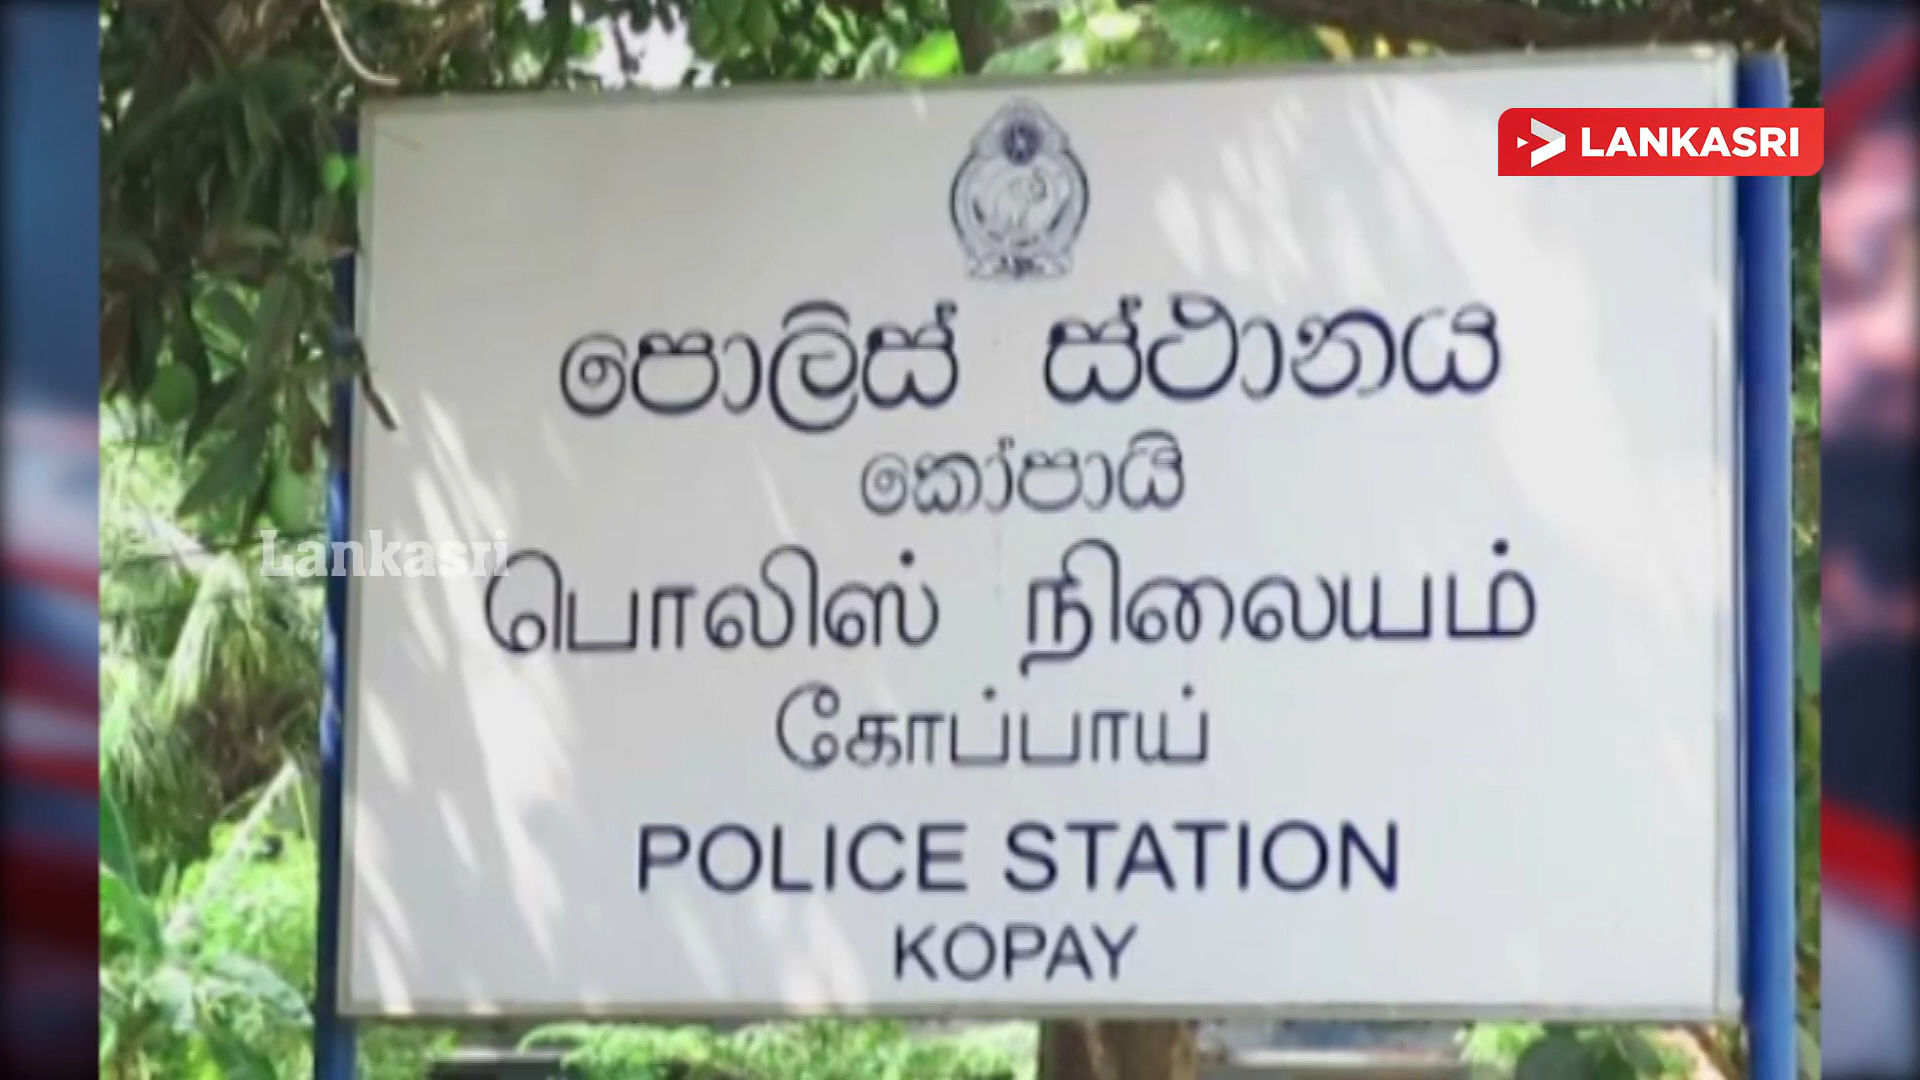 LANKASRI
පොලිස් ස්ථානය
කෝපායි
Lankasri
பொலிஸ் நிலையம்
கோப்பாய்
POLICE STATION
KOPAY